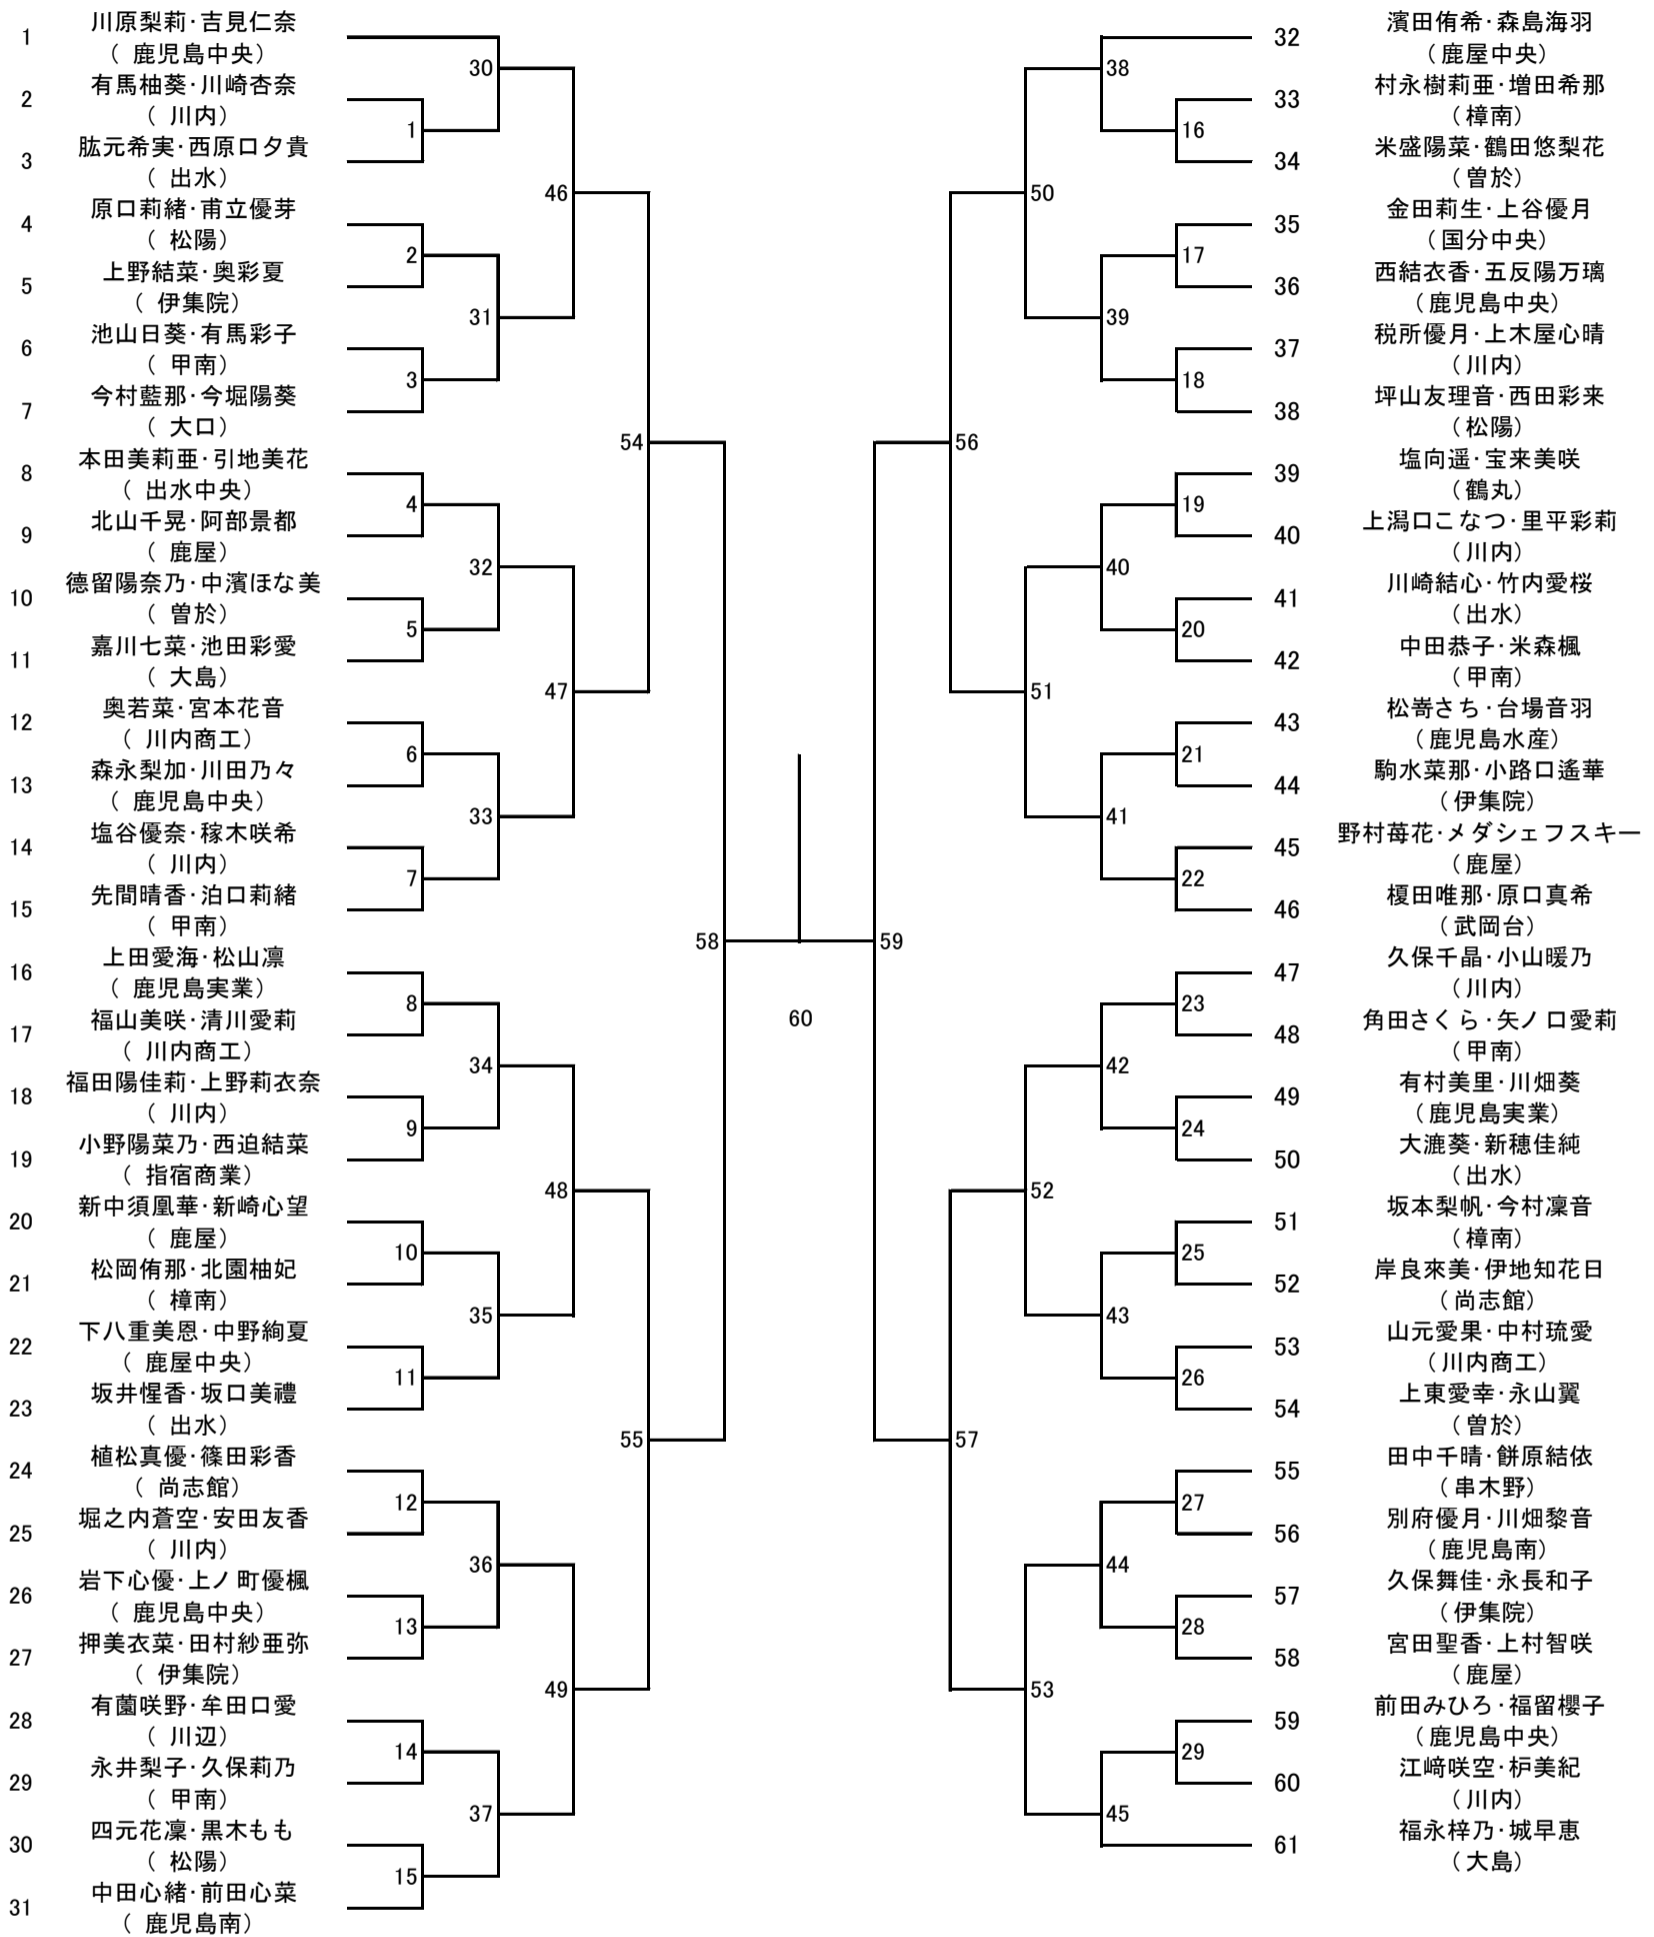 1 川原梨莉・吉見仁奈
（ 鹿児島中央）
2 有馬柚葵・川崎杏奈
（ 川内）
3 肱元希実・西原口夕貴
（ 出水）
4 原口莉緒・甫立優芽
（ 松陽）
5 上野結菜・奥彩夏
（ 伊集院）
6 池山日葵・有馬彩子
（ 甲南）
7 今村藍那・今堀陽葵
（ 大口）
8 本田美莉亜・引地美花
（ 出水中央）
9 北山千晃・阿部景都
（ 鹿屋）
10 德留陽奈乃・中濱ほな美
（ 曽於）
11 嘉川七菜・池田彩愛
（ 大島）
12 奥若菜・宮本花音
（ 川内商工）
13 森永梨加・川田乃々
（ 鹿児島中央）
14 塩谷優奈・稼木咲希
（ 川内）
15 先間晴香・泊口莉緒
（ 甲南）
16 上田愛海・松山凛
（ 鹿児島実業）
17 福山美咲・清川愛莉
（ 川内商工）
18 福田陽佳莉・上野莉衣奈
（ 川内）
19 小野陽菜乃・西迫結菜
（ 指宿商業）
20 新中須凰華・新崎心望
（ 鹿屋）
21 松岡侑那・北園柚妃
（ 樟南）
22 下八重美恩・中野絢夏
（ 鹿屋中央）
23 坂井惺香・坂口美禮
（ 出水）
24 植松真優・篠田彩香
（ 尚志館）
25 堀之内蒼空・安田友香
（ 川内）
26 岩下心優・上ノ町優楓
（ 鹿児島中央）
27 押美衣菜・田村紗亜弥
（ 伊集院）
28 有薗咲野・牟田口愛
（ 川辺）
29 永井梨子・久保莉乃
（ 甲南）
30 四元花凜・黒木もも
（ 松陽）
31 中田心緒・前田心菜
（ 鹿児島南）
1
2
3
4
5
6
7
8
9
10
11
12
13
14
15
30
31
32
33
34
35
36
37
46
47
48
49
54
55
58
60
59
56
57
50
51
52
53
38
39
40
41
42
43
44
45
16
17
18
19
20
21
22
23
24
25
26
27
28
29
32 濱田侑希・森島海羽
（鹿屋中央）
33 村永樹莉亜・増田希那
（樟南）
34 米盛陽菜・鶴田悠梨花
（曽於）
35 金田莉生・上谷優月
（国分中央）
36 西結衣香・五反陽万璃
（鹿児島中央）
37 税所優月・上木屋心晴
（川内）
38 坪山友理音・西田彩来
（松陽）
39 塩向遥・宝来美咲
（鶴丸）
40 上潟口こなつ・里平彩莉
（川内）
41 川崎結心・竹内愛桜
（出水）
42 中田恭子・米森楓
（甲南）
43 松嵜さち・台場音羽
（鹿児島水産）
44 駒水菜那・小路口遙華
（伊集院）
45 野村苺花・メダシェフスキー
（鹿屋）
46 榎田唯那・原口真希
（武岡台）
47 久保千晶・小山暖乃
（川内）
48 角田さくら・矢ノ口愛莉
（甲南）
49 有村美里・川畑葵
（鹿児島実業）
50 大漉葵・新穂佳純
（出水）
51 坂本梨帆・今村凜音
（樟南）
52 岸良來美・伊地知花日
（尚志館）
53 山元愛果・中村琉愛
（川内商工）
54 上東愛幸・永山翼
（曽於）
55 田中千晴・餅原結依
（串木野）
56 別府優月・川畑黎音
（鹿児島南）
57 久保舞佳・永長和子
（伊集院）
58 宮田聖香・上村智咲
（鹿屋）
59 前田みひろ・福留櫻子
（鹿児島中央）
60 江﨑咲空・枦美紀
（川内）
61 福永梓乃・城早恵
（大島）